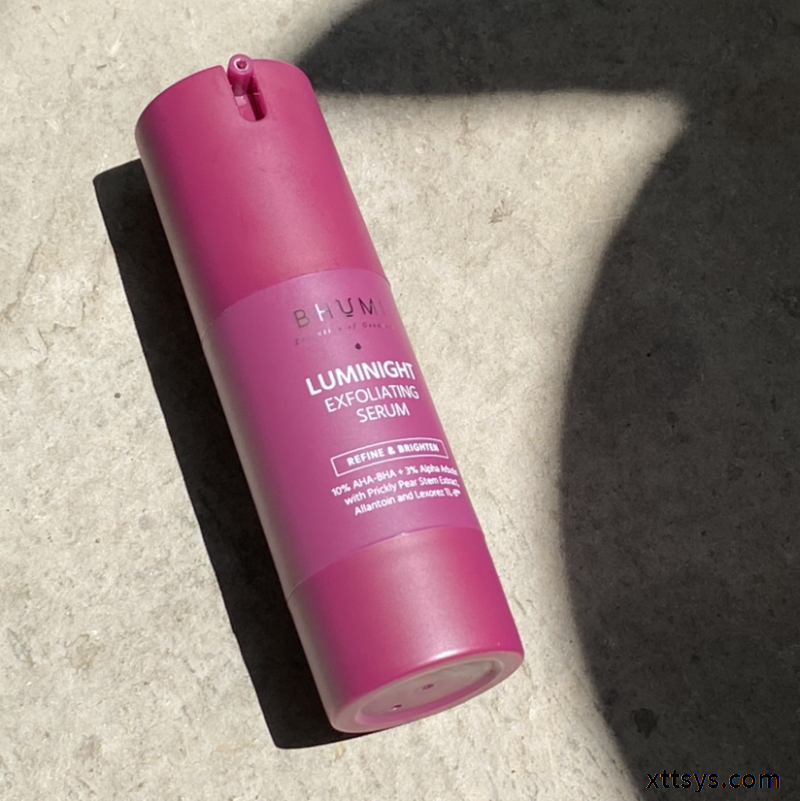 BHUMI
LUMINIGHT
EXFOLIATING
SERUM
REFINE & BRIGHTEN
10% AHA-BHA + 3% Alpha Arbutin
with Prickly Pear Stem Extract,
Allantoin and
xttsys.com